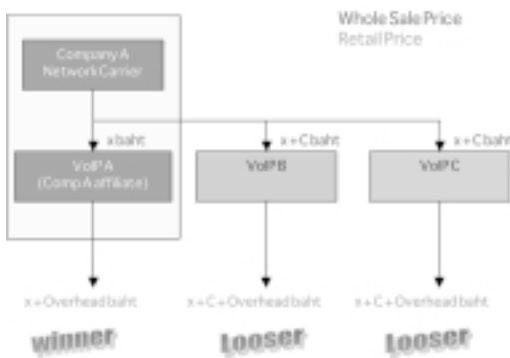 Whole Sale Price
Retail Price
Company A
Network Carrier
x baht
x + C baht
x + C baht
VoIP A
(Comp A affiliate)
VoIP B
VoIP C
x + Overhead baht
x + C + Overhead baht
x + C + Overhead baht
winner
Looser
Looser